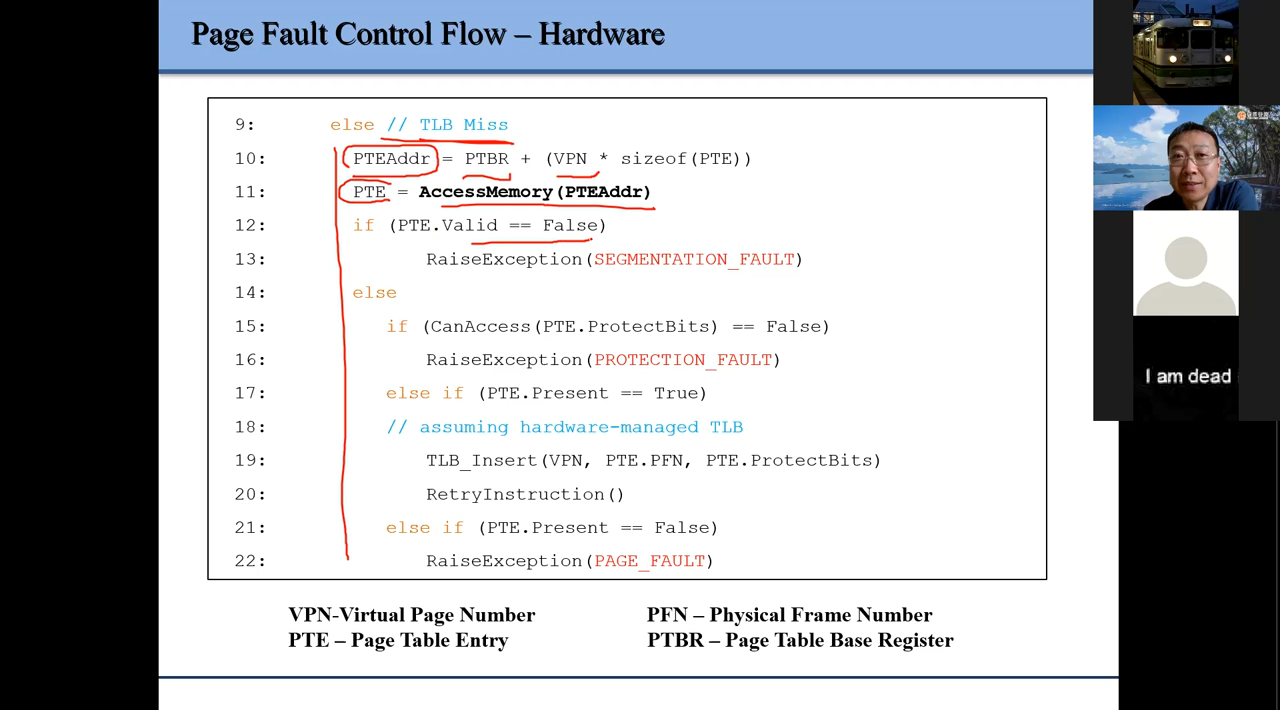 Page Fault Control Flow – Hardware
9: else // TLB Miss
10: PTEAddr = PTBR + (VPN * sizeof(PTE))
11: PTE = AccessMemory(PTEAddr)
12: if (PTE.Valid == False)
13: RaiseException(SEGMENTATION_FAULT)
14: else
15: if (CanAccess(PTE.ProtectBits) == False)
16: RaiseException(PROTECTION_FAULT)
17: else if (PTE.Present == True)
18: // assuming hardware-managed TLB
19: TLB_Insert(VPN, PTE.PFN, PTE.ProtectBits)
20: RetryInstruction()
21: else if (PTE.Present == False)
22: RaiseException(PAGE_FAULT)
VPN-Virtual Page Number
PFN – Physical Frame Number
PTE – Page Table Entry
PTBR – Page Table Base Register
I am dead